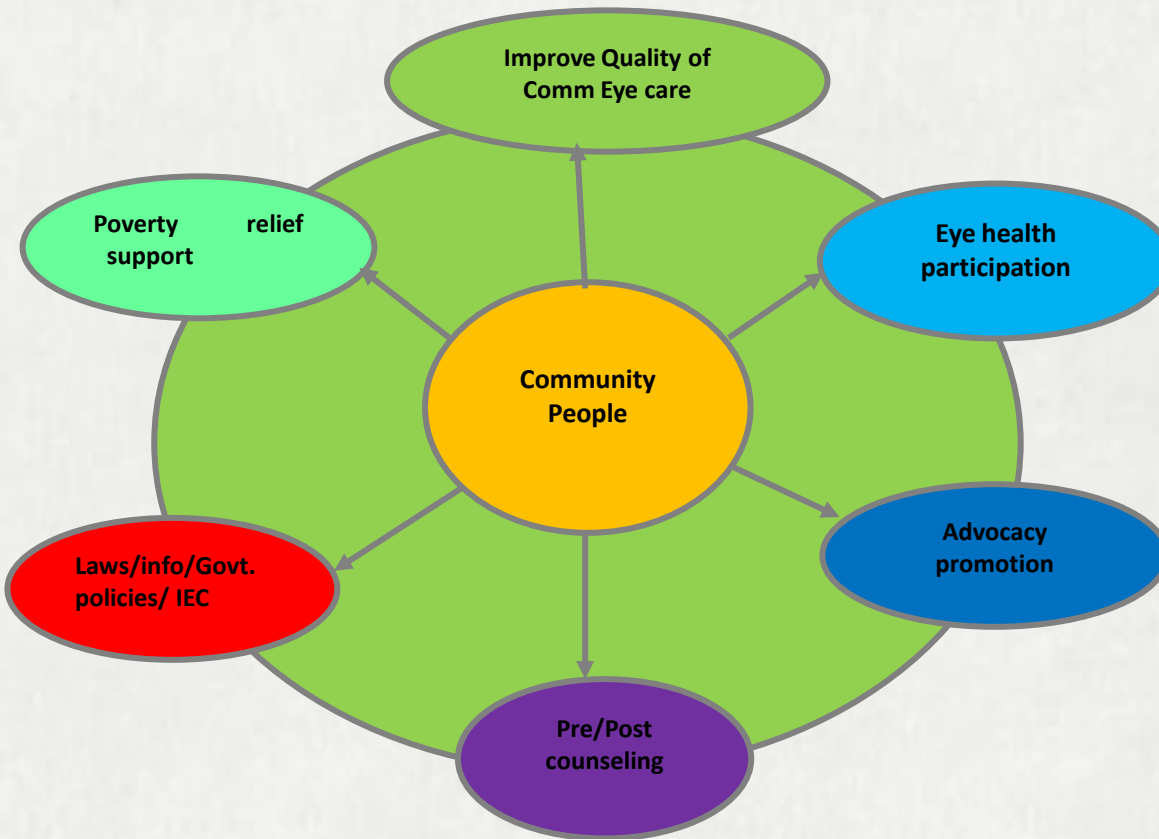 Improve Quality of
Comm Eye care
Poverty relief
support
Eye health
participation
Community
People
Laws/info/Govt.
policies/ IEC
Advocacy
promotion
Pre/Post
counseling